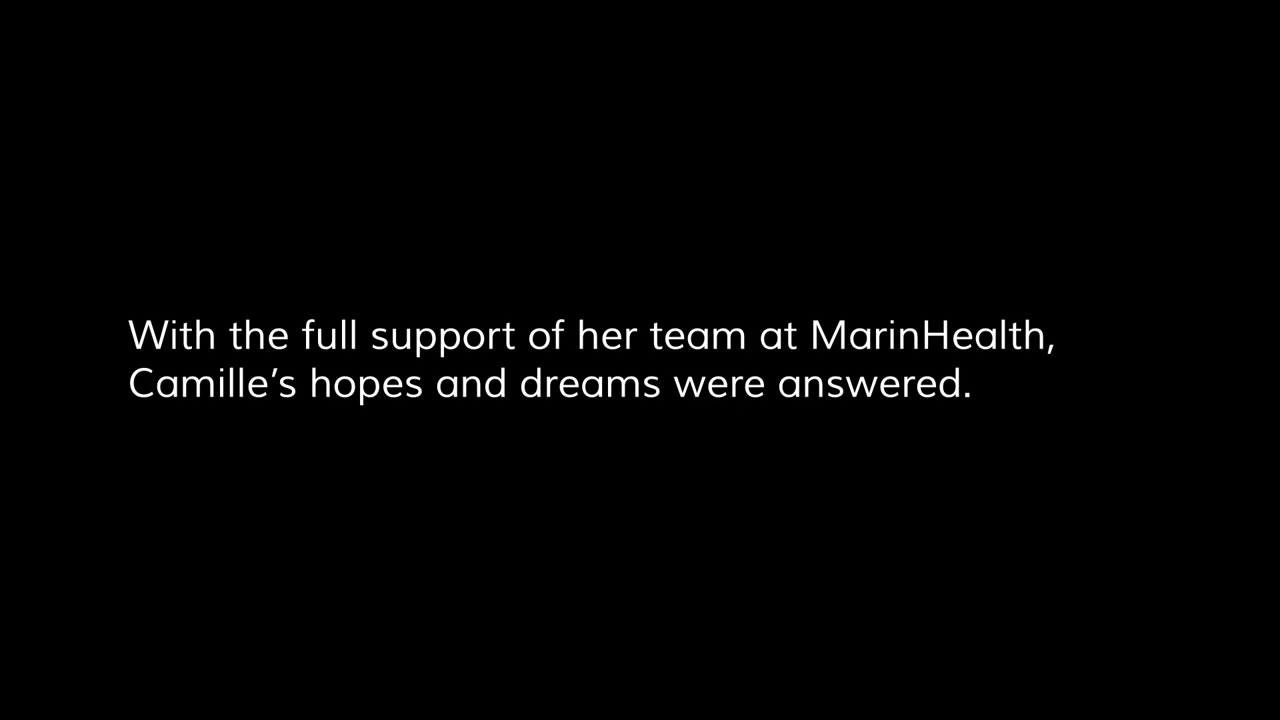 With the full support of her team at MarinHealth,
Camille’s hopes and dreams were answered.